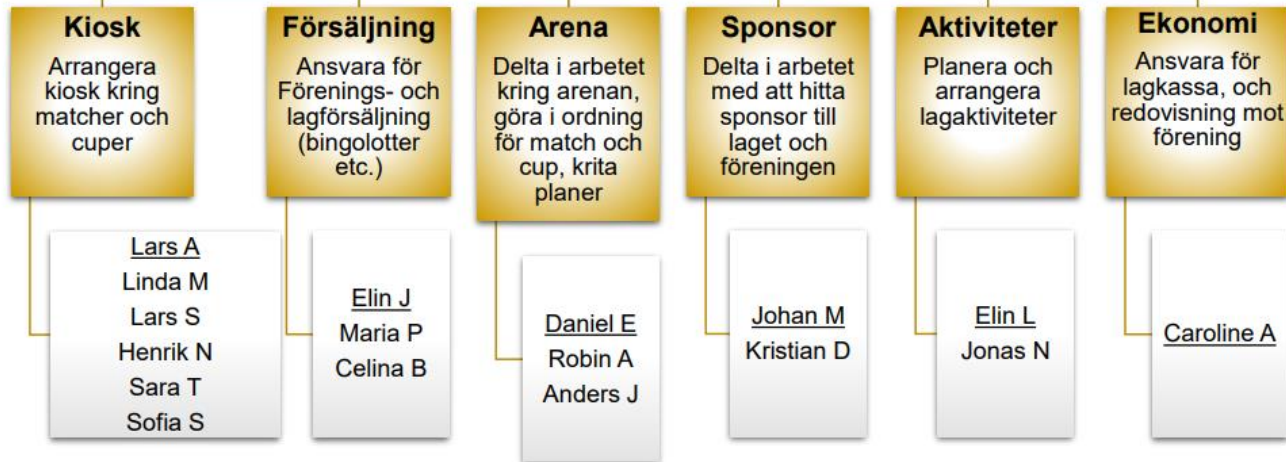 Kiosk
Arrangera
kiosk kring
matcher och
cuper
Lars A
Linda M
Lars S
Henrik N
Sara T
Sofia S
Försäljning
Ansvara för
Förenings- och
lagförsäljning
(bingolotter
etc.)
Elin J
Maria P
Celina B
Arena
Delta i arbetet
kring arenan,
göra i ordning
för match och
cup, krita
planer
Daniel E
Robin A
Anders J
Sponsor
Delta i arbetet
med att hitta
sponsor till
laget och
föreningen
Johan M
Kristian D
Aktiviteter
Planera och
arrangera
lagaktiviteter
Elin L
Jonas N
Ekonomi
Ansvara för
lagkassa, och
redovisning mot
förening
Caroline A